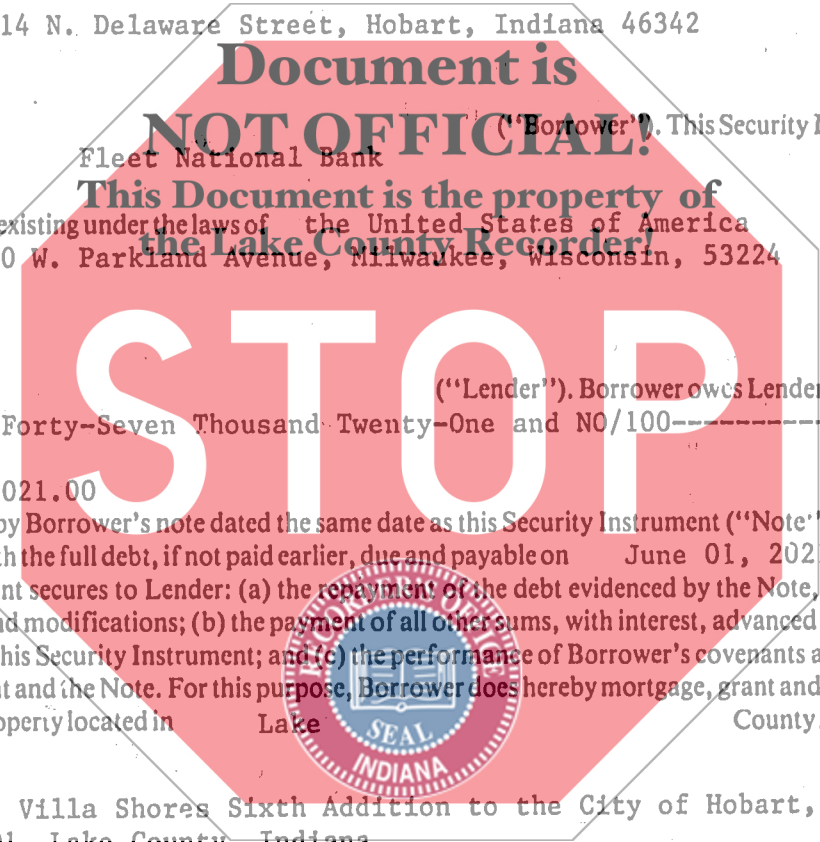 14 N. Delaware Street, Hobart, Indiana 46342
Document is
NOT OFFICIAL!
("Borrower"). This Security
Fleet National Bank
This Document is the property of
existing under the laws of the United States of America
the Lake County Recorder!
0 W. Parkland Avenue, Milwaukee, Wisconsin, 53224
STOP
("Lender"). Borrower owes Lender
Forty-Seven Thousand Twenty-One and NO/100-----------
021.00
by Borrower's note dated the same date as this Security Instrument ("Note"
the full debt, if not paid earlier, due and payable on June 01, 202
nt secures to Lender: (a) the repayment of the debt evidenced by the Note,
nd modifications; (b) the payment of all other sums, with interest, advanced
his Security Instrument; and (c) the performance of Borrower's covenants a
t and the Note. For this purpose, Borrower does hereby mortgage, grant and
operty located in Lake County
RECORDER'S OFFICE
SEAL
INDIANA
Villa Shores Sixth Addition to the City of Hobart,
Lake County, Indiana